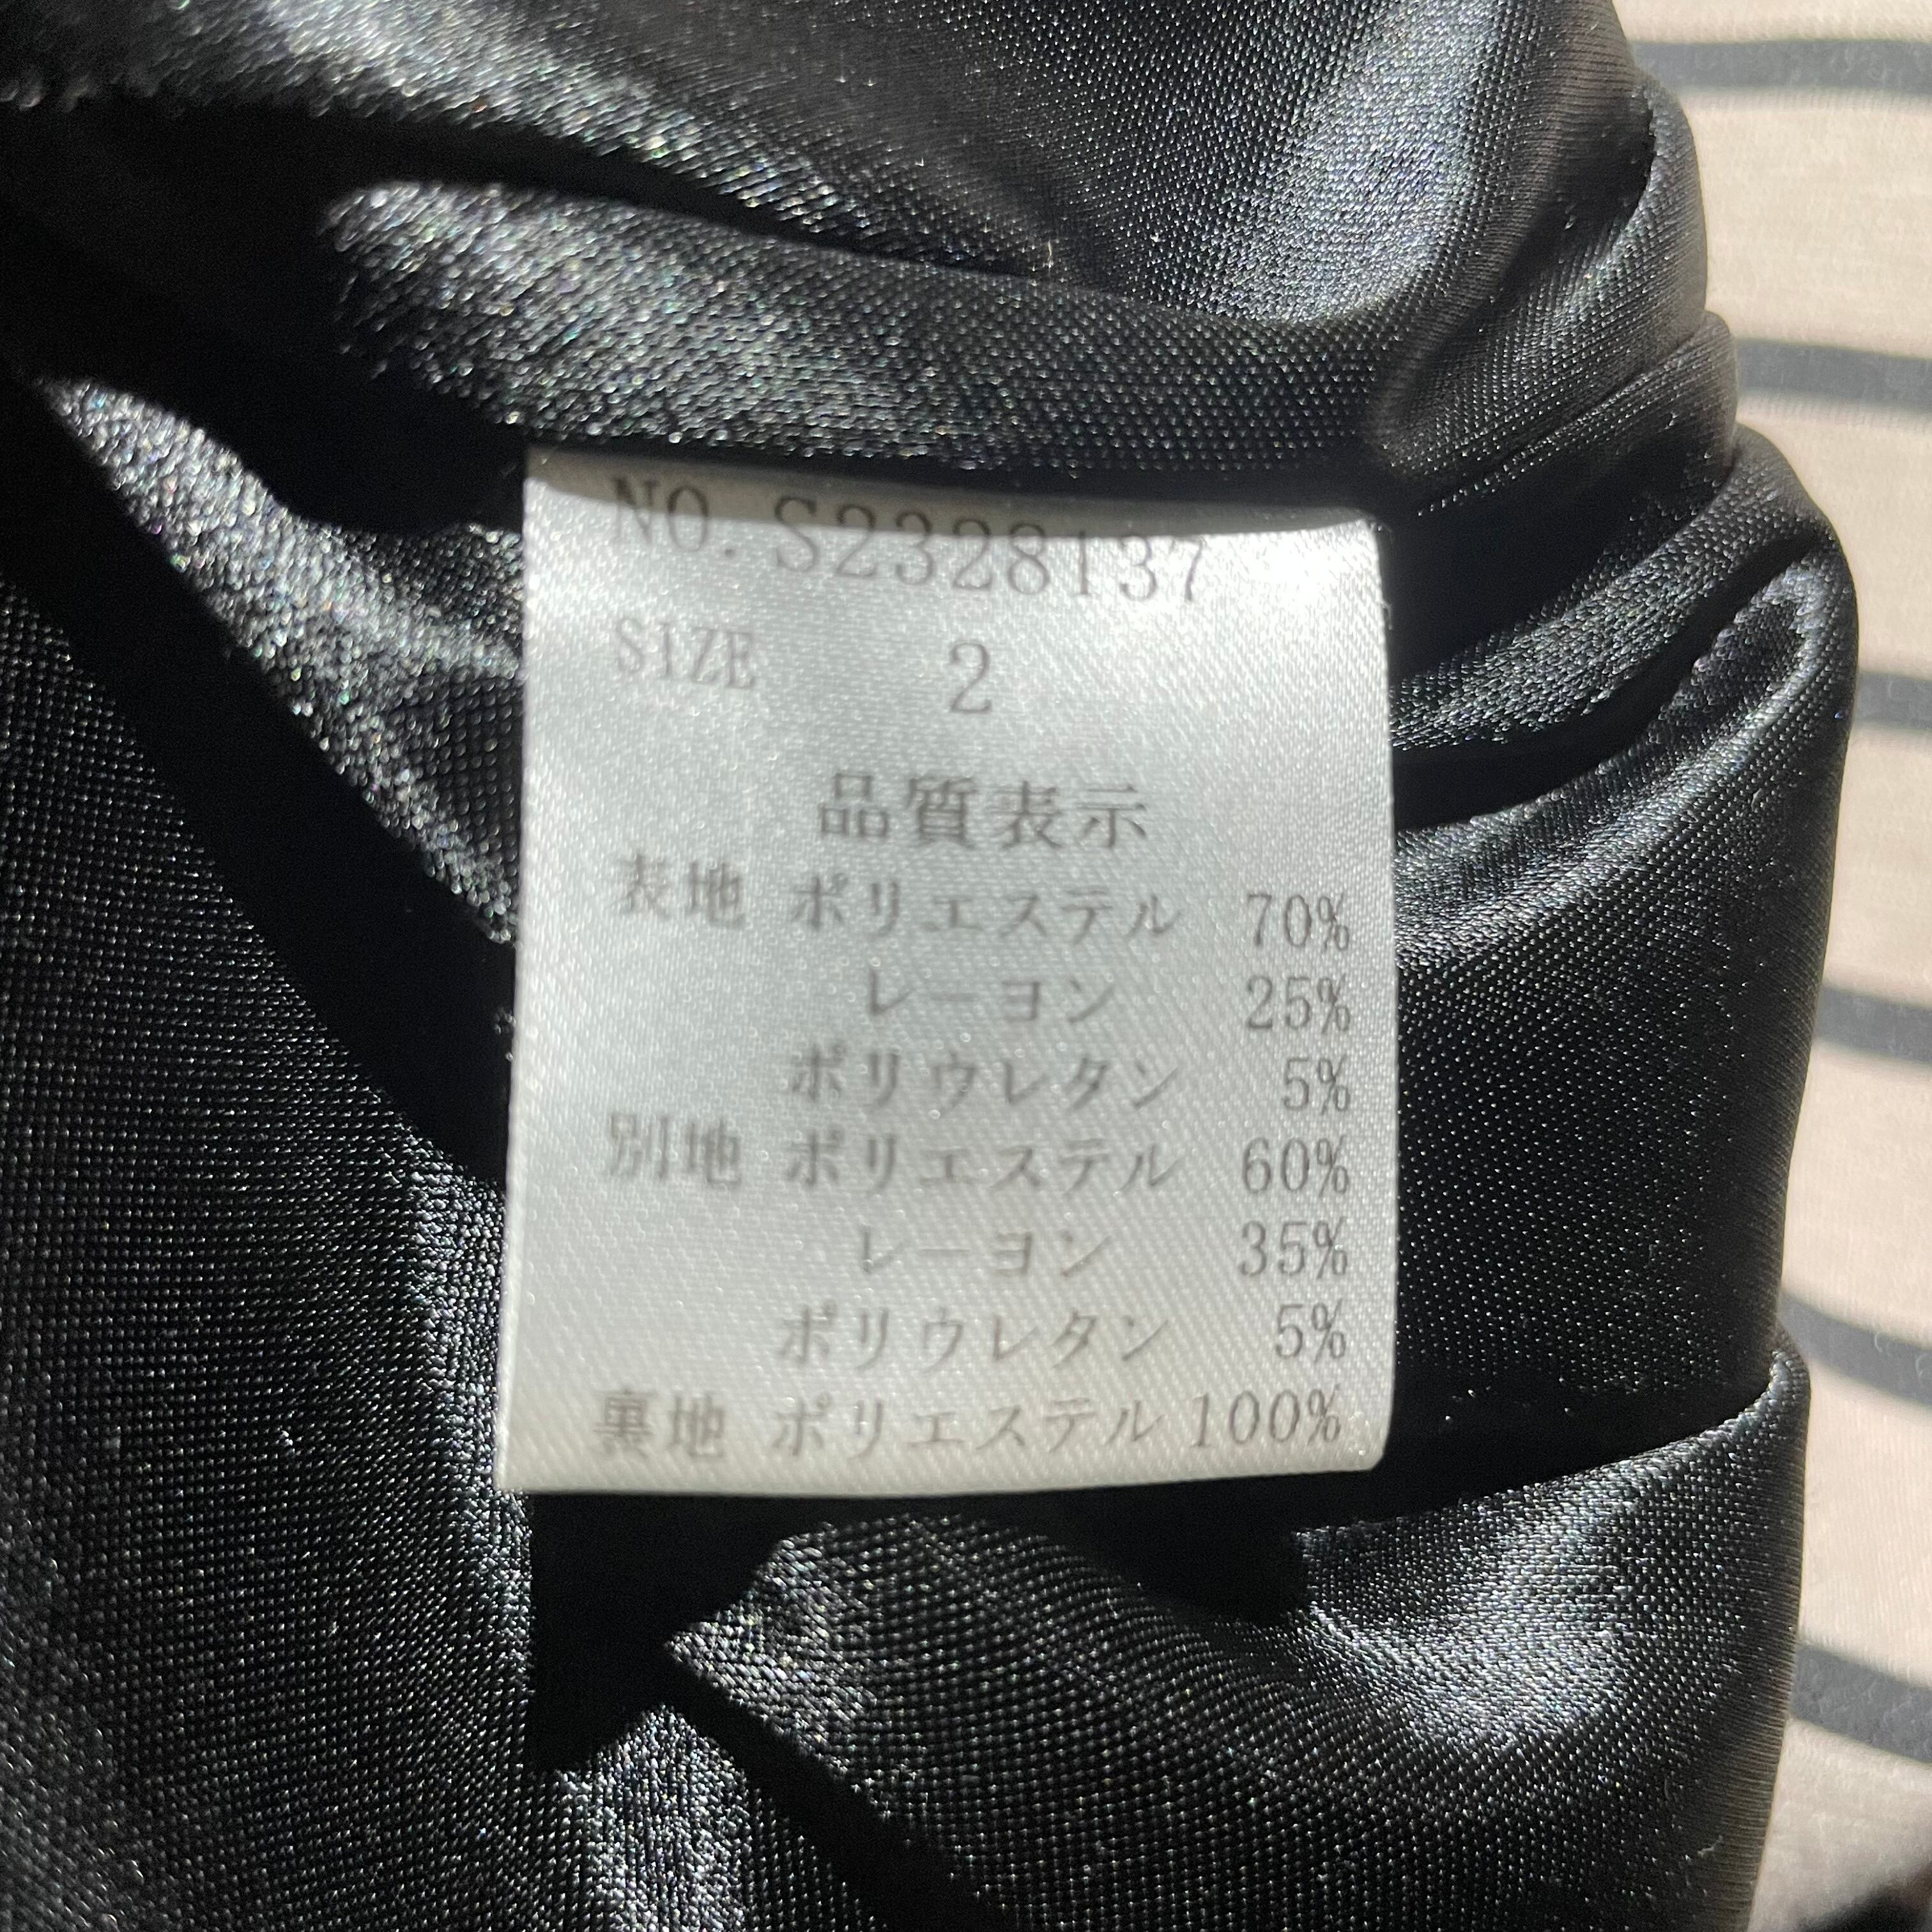 NO. S2328137
SIZE 2
品質表示
表地 ポリエステル 70%
レーヨン 25%
ポリウレタン 5%
別地 ポリエステル 60%
レーヨン 35%
ポリウレタン 5%
裏地 ポリエステル 100%